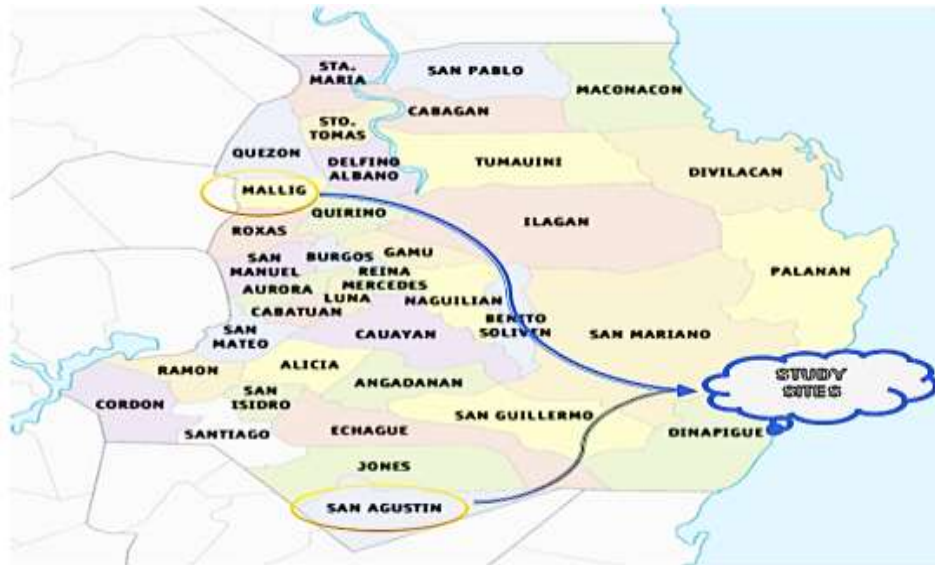 STA.
MARIA
SAN PABLO
MACONACON
CABAGAN
STO.
TOMAS
QUEZON
DELFINO
ALBANO
TUMAUINI
DIVILACAN
MALLIG
QUIRINO
ILAGAN
ROXAS
SAN
MANUEL
BURGOS
GAMU
REINA
MERCEDES
PALANAN
AURORA
LUNA
NAGUILIAN
CABATUAN
BENITO
SOLIVEN
SAN
MATEO
CAUAYAN
SAN MARIANO
RAMON
ALICIA
STUDY
SITES
ANGADANAN
CORDON
SAN
ISIDRO
SAN GUILLERMO
SANTIAGO
ECHAGUE
DINAPIGUE
JONES
SAN AGUSTIN